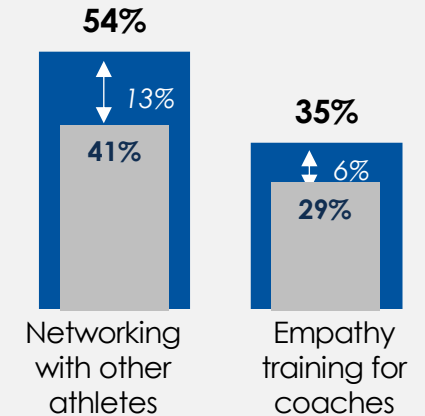 54%
13%
41%
35%
6%
29%
Networking
with other
athletes
Empathy
training for
coaches